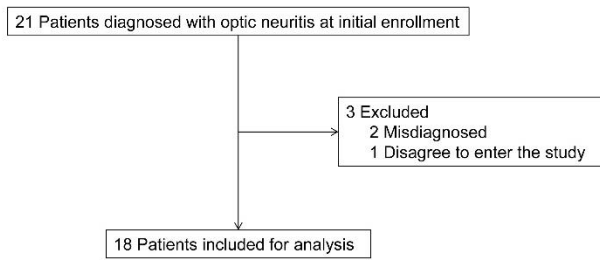 21 Patients diagnosed with optic neuritis at initial enrollment
3 Excluded
2 Misdiagnosed
1 Disagree to enter the study
18 Patients included for analysis